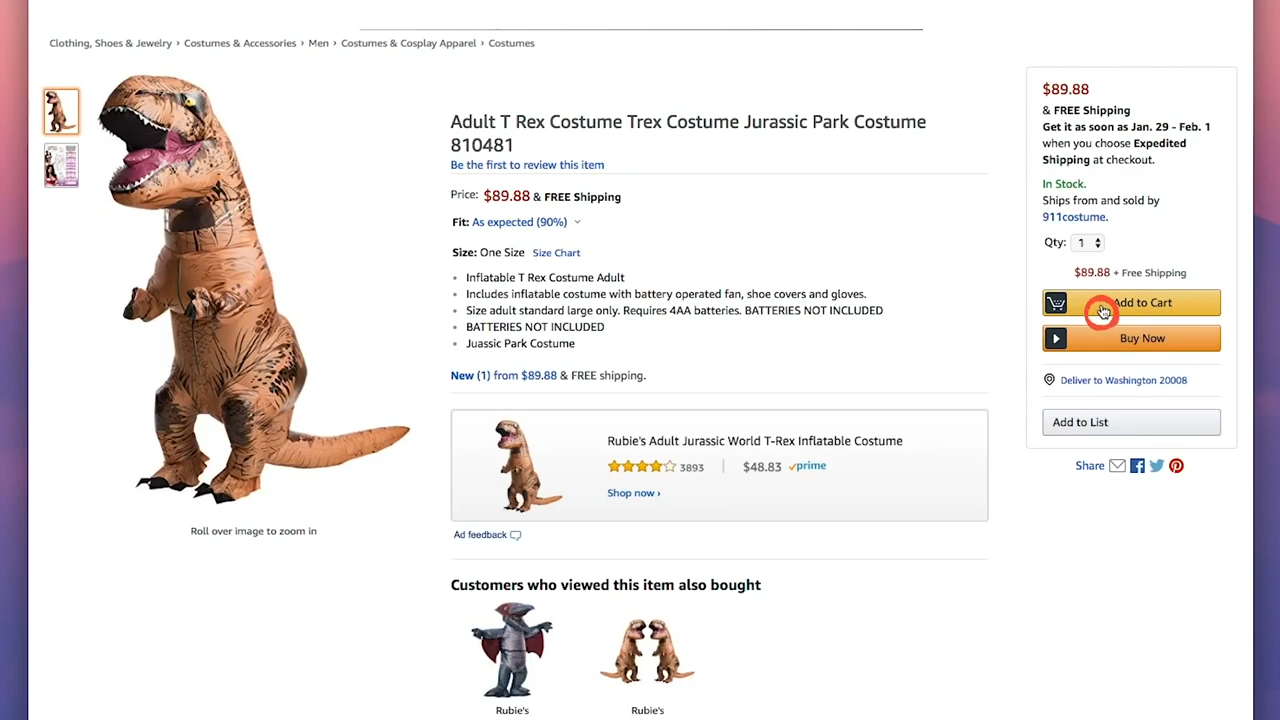 Clothing, Shoes & Jewelry › Costumes & Accessories › Men › Costumes & Cosplay Apparel › Costumes
Roll over image to zoom in
Adult T Rex Costume Trex Costume Jurassic Park Costume
810481
Be the first to review this item
Price: $89.88 & FREE Shipping
Fit: As expected (90%)
Size: One Size Size Chart
• Inflatable T Rex Costume Adult
• Includes inflatable costume with battery operated fan, shoe covers and gloves.
• Size adult standard large only. Requires 4AA batteries. BATTERIES NOT INCLUDED
• BATTERIES NOT INCLUDED
• Juassic Park Costume
New (1) from $89.88 & FREE shipping.
Rubie's Adult Jurassic World T-Rex Inflatable Costume
3893 | $48.83 prime
Shop now ›
Ad feedback
Customers who viewed this item also bought
Rubie's Rubie's
$89.88
& FREE Shipping
Get it as soon as Jan. 29 - Feb. 1
when you choose Expedited
Shipping at checkout.
In Stock.
Ships from and sold by
911costume.
Qty: 1
$89.88 + Free Shipping
Add to Cart
Buy Now
Deliver to Washington 20008
Add to List
Share